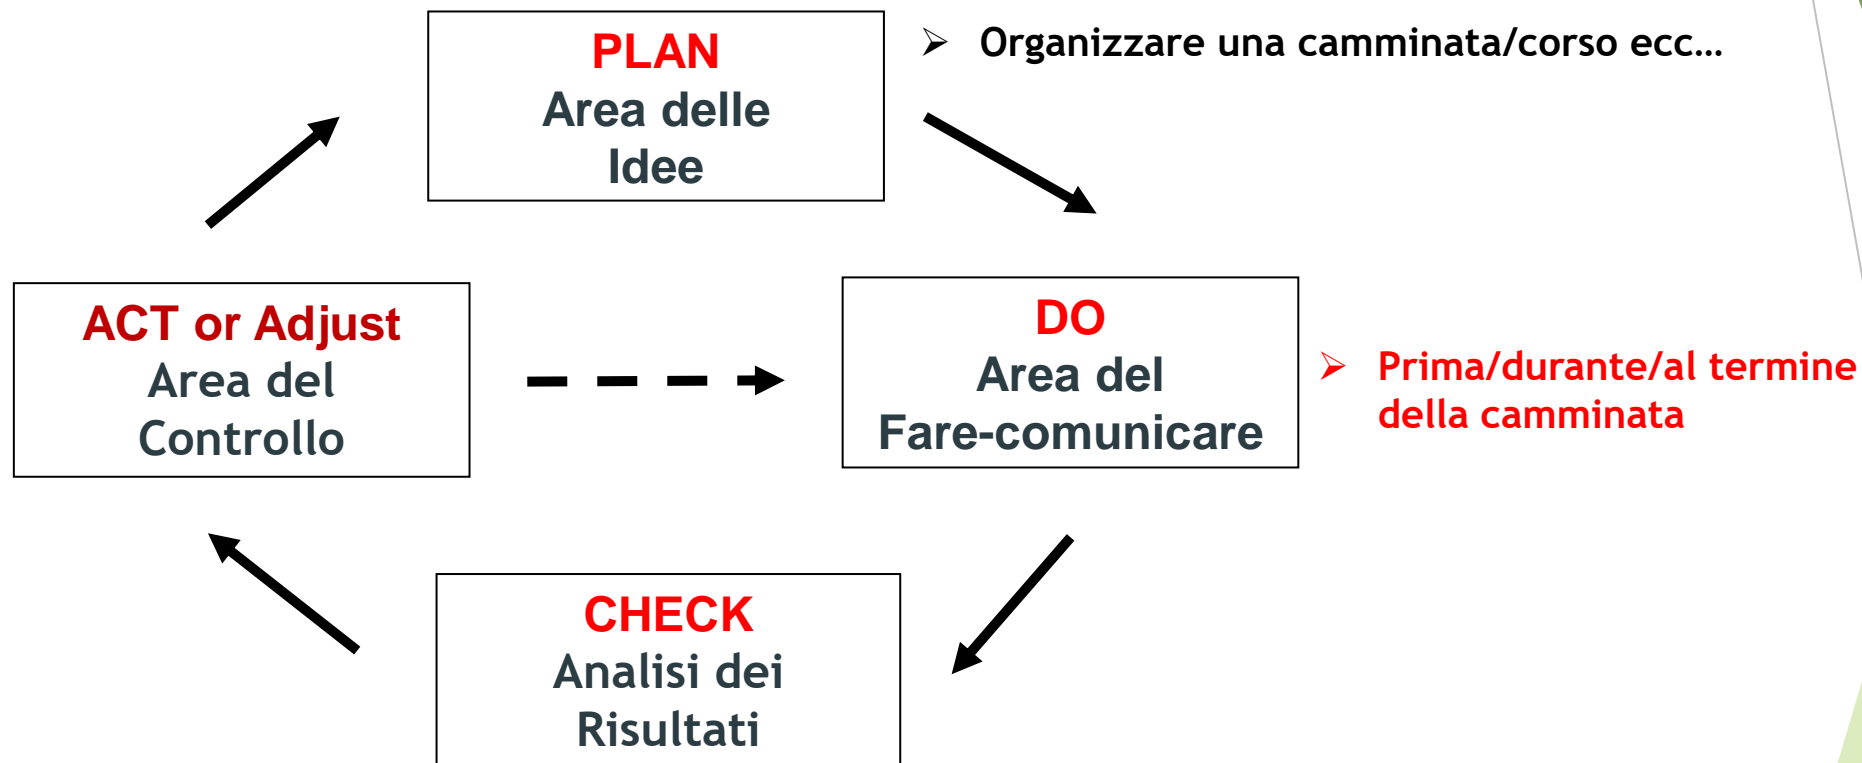 PLAN
Area delle
Idee
➢ Organizzare una camminata/corso ecc…
ACT or Adjust
Area del
Controllo
DO
Area del
Fare-comunicare
➢ Prima/durante/al termine
della camminata
CHECK
Analisi dei
Risultati